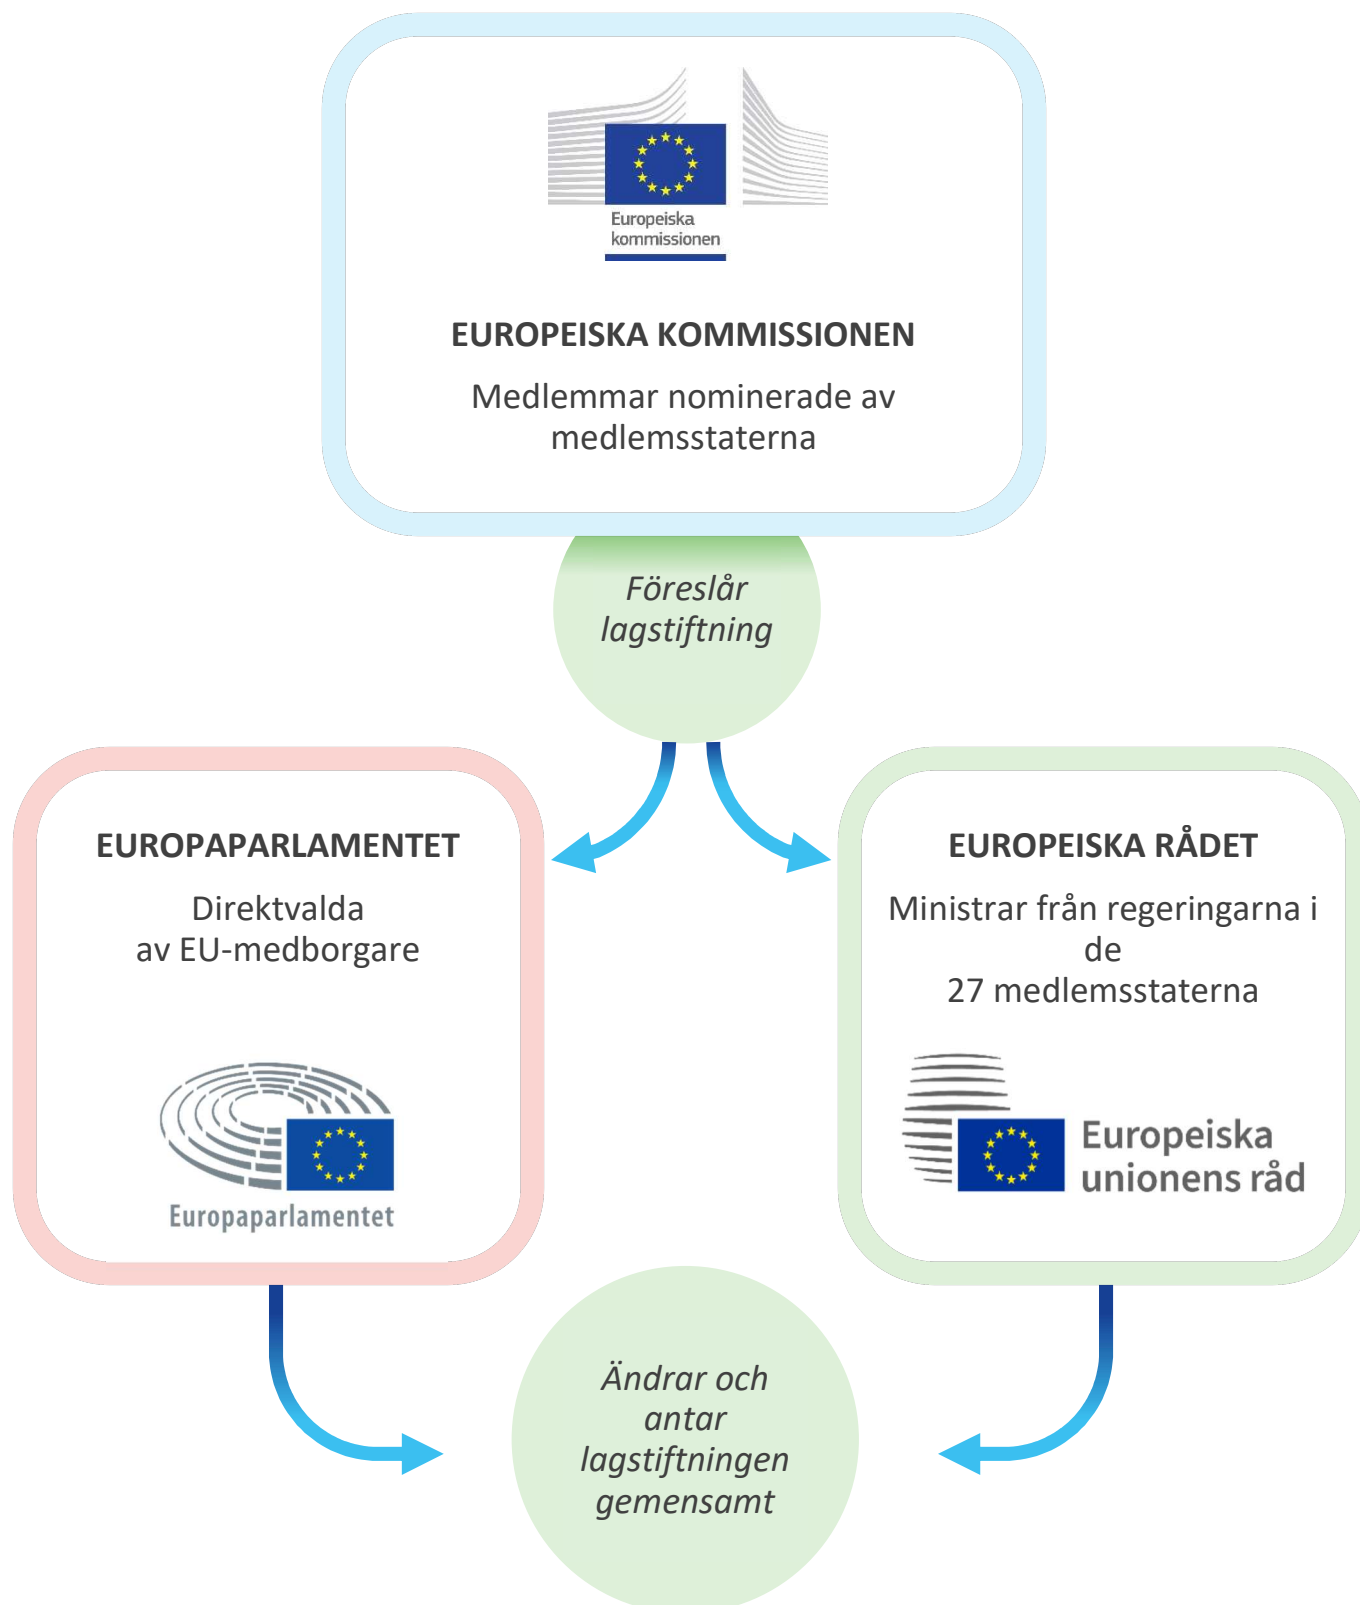 Europeiska
kommissionen
EUROPEISKA KOMMISSIONEN
Medlemmar nominerade av
medlemsstaterna
Föreslår
lagstiftning
EUROPAPARLAMENTET
Direktvalda
av EU-medborgare
Europaparlamentet
EUROPEISKA RÅDET
Ministrar från regeringarna i
de
27 medlemsstaterna
Europeiska
unionens råd
Ändrar och
antar
lagstiftningen
gemensamt